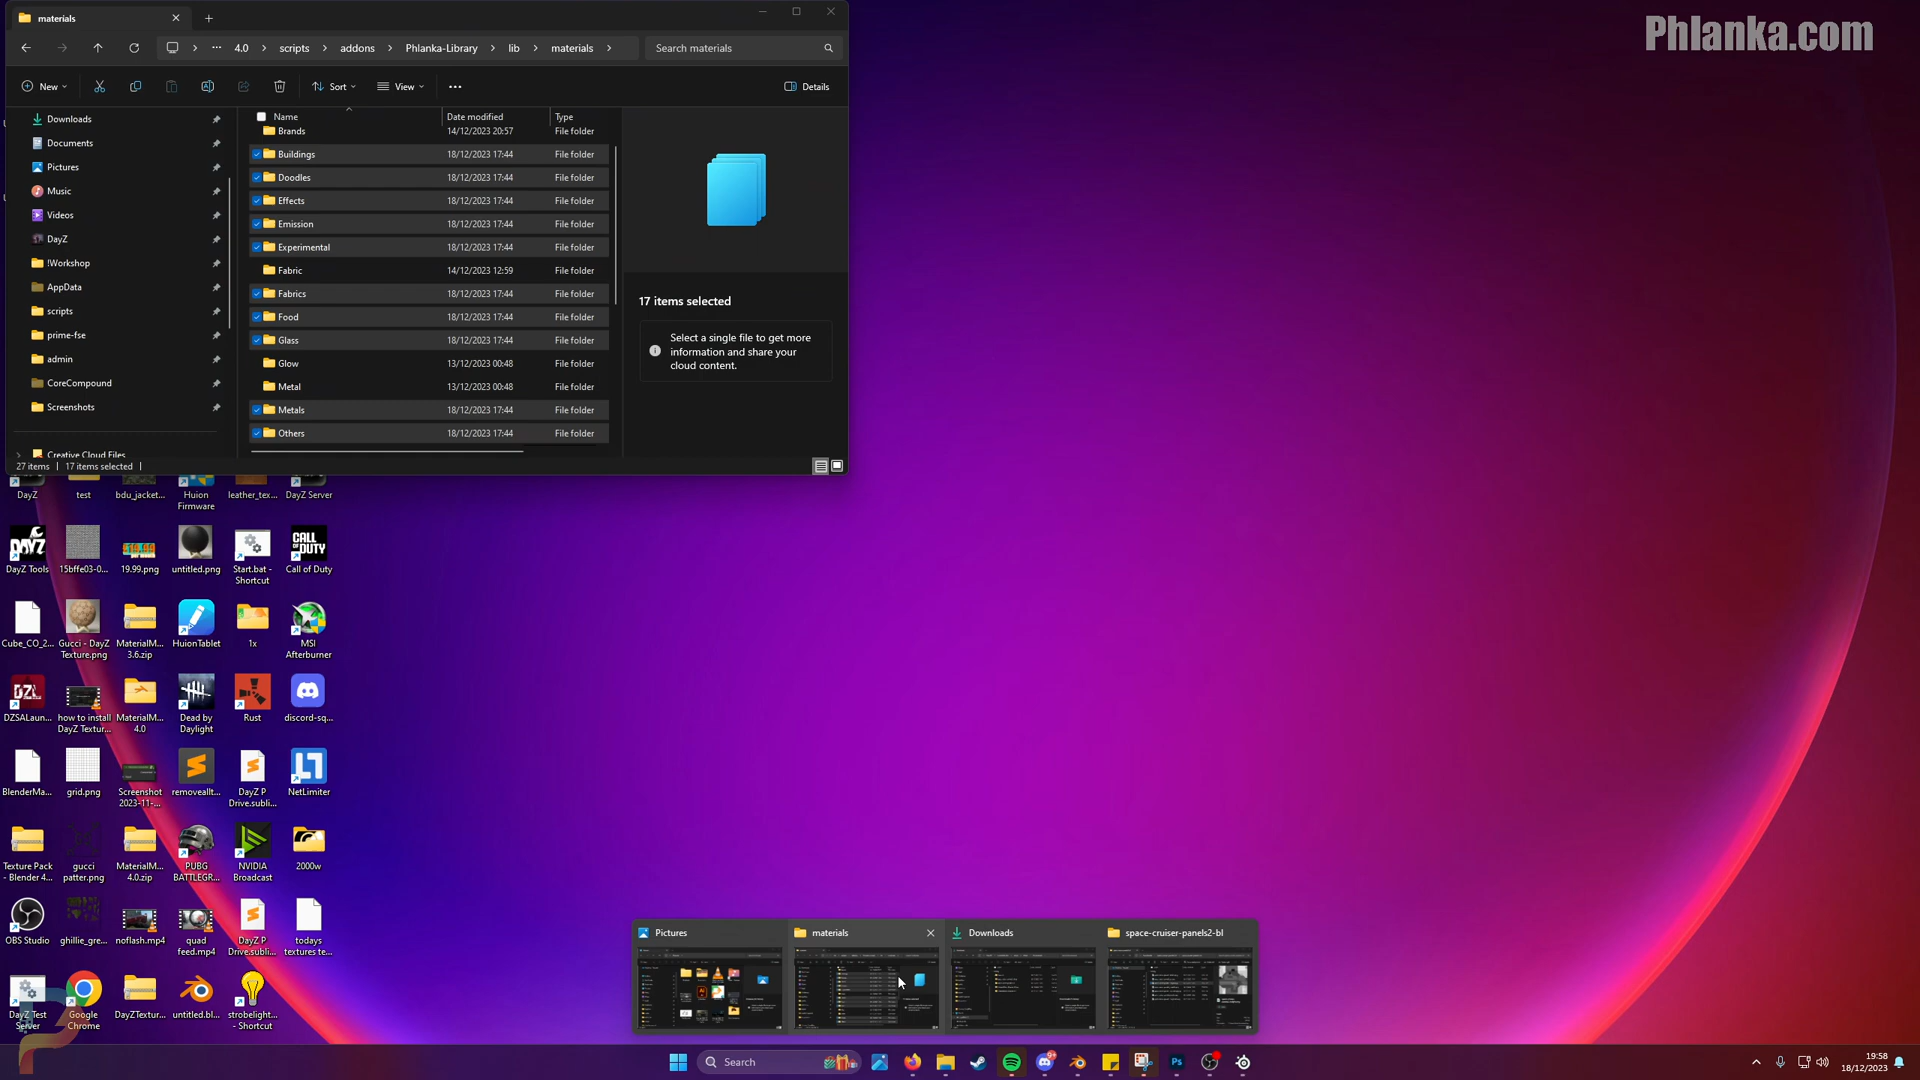 materials
Phlanka.com
4.0 scripts addons Phlanka-Library lib materials
Search materials
New
Sort
View
Details
Name Date modified Type
Downloads
Documents
Pictures
Music
Videos
DayZ
!Workshop
AppData
scripts
prime-fse
admin
CoreCompound
Screenshots
Creative Cloud Files
Brands 14/12/2023 20:57 File folder
Buildings 18/12/2023 17:44 File folder
Doodles 18/12/2023 17:44 File folder
Effects 18/12/2023 17:44 File folder
Emission 18/12/2023 17:44 File folder
Experimental 18/12/2023 17:44 File folder
Fabric 14/12/2023 12:59 File folder
Fabrics 18/12/2023 17:44 File folder
Food 18/12/2023 17:44 File folder
Glass 18/12/2023 17:44 File folder
Glow 13/12/2023 00:48 File folder
Metal 13/12/2023 00:48 File folder
Metals 18/12/2023 17:44 File folder
Others 18/12/2023 17:44 File folder
17 items selected
Select a single file to get more
information and share your
cloud content.
27 items 17 items selected
DayZ
test
bdu_jacket...
Huion
Firmware
leather_tex...
DayZ Server
DayZ Tools
15bffe03-0...
19.99.png
untitled.png
Start.bat -
Shortcut
Call of Duty
Cube_CO_2...
Gucci - DayZ
Texture.png
MaterialM...
3.6.zip
HuionTablet
1x
MSI
Afterburner
DZSALaun...
how to install
DayZ Textur...
MaterialM...
4.0
Dead by
Daylight
Rust
discord-sq...
BlenderMa...
grid.png
Screenshot
2023-11-...
removeallt...
DayZ P
Drive.subli...
NetLimiter
Texture Pack
- Blender 4...
gucci
patter.png
MaterialM...
4.0.zip
PUBG
BATTLEGR...
NVIDIA
Broadcast
2000w
OBS Studio
ghillie_gre...
noflash.mp4
quad
feed.mp4
DayZ P
Drive.subli...
todays
textures te...
DayZ Test
Server
Google
Chrome
DayZTextur...
untitled.bl...
strobelight...
- Shortcut
Pictures
materials
Downloads
space-cruiser-panels2-bl
Search
19:58
18/12/2023